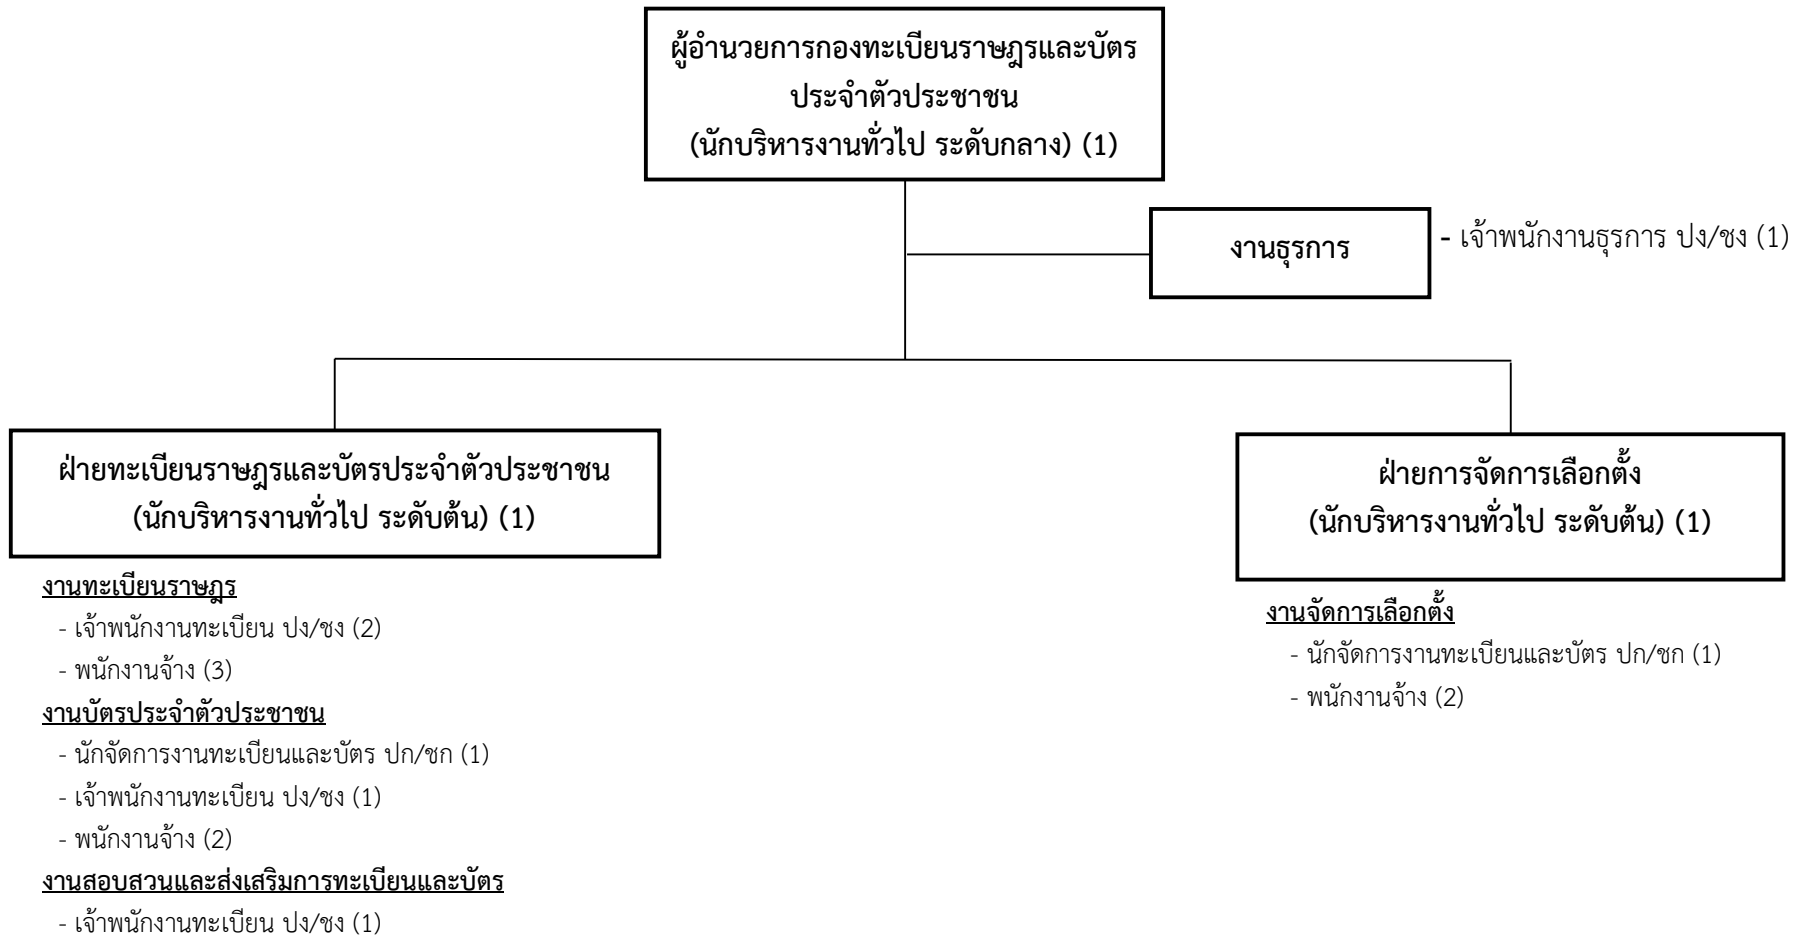 ผู้อำนวยการกองทะเบียนราษฎรและบัตร
ประจำตัวประชาชน
(นักบริหารงานทั่วไป ระดับกลาง) (1)
งานธุรการ
- เจ้าพนักงานธุรการ ปง/ชง (1)
ฝ่ายทะเบียนราษฎรและบัตรประจำตัวประชาชน
(นักบริหารงานทั่วไป ระดับต้น) (1)
งานทะเบียนราษฎร
- เจ้าพนักงานทะเบียน ปง/ชง (2)
- พนักงานจ้าง (3)
งานบัตรประจำตัวประชาชน
- นักจัดการงานทะเบียนและบัตร ปก/ชก (1)
- เจ้าพนักงานทะเบียน ปง/ชง (1)
- พนักงานจ้าง (2)
งานสอบสวนและส่งเสริมการทะเบียนและบัตร
- เจ้าพนักงานทะเบียน ปง/ชง (1)
ฝ่ายการจัดการเลือกตั้ง
(นักบริหารงานทั่วไป ระดับต้น) (1)
งานจัดการเลือกตั้ง
- นักจัดการงานทะเบียนและบัตร ปก/ชก (1)
- พนักงานจ้าง (2)